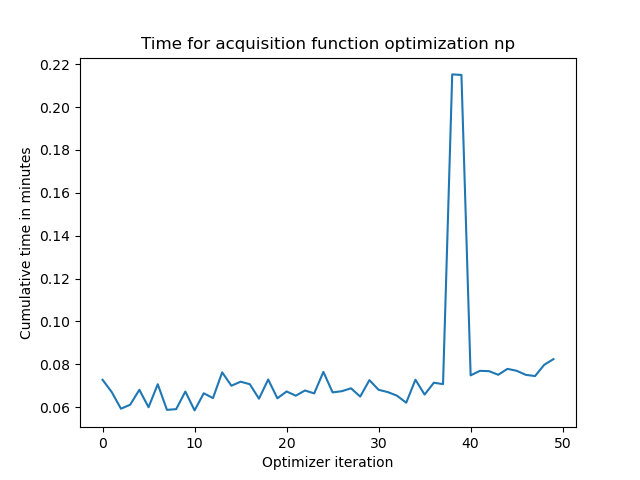 Time for acquisition function optimization np
Cumulative time in minutes
0.22
0.20
0.18
0.16
0.14
0.12
0.10
0.08
0.06
0 10 20 30 40 50
Optimizer iteration